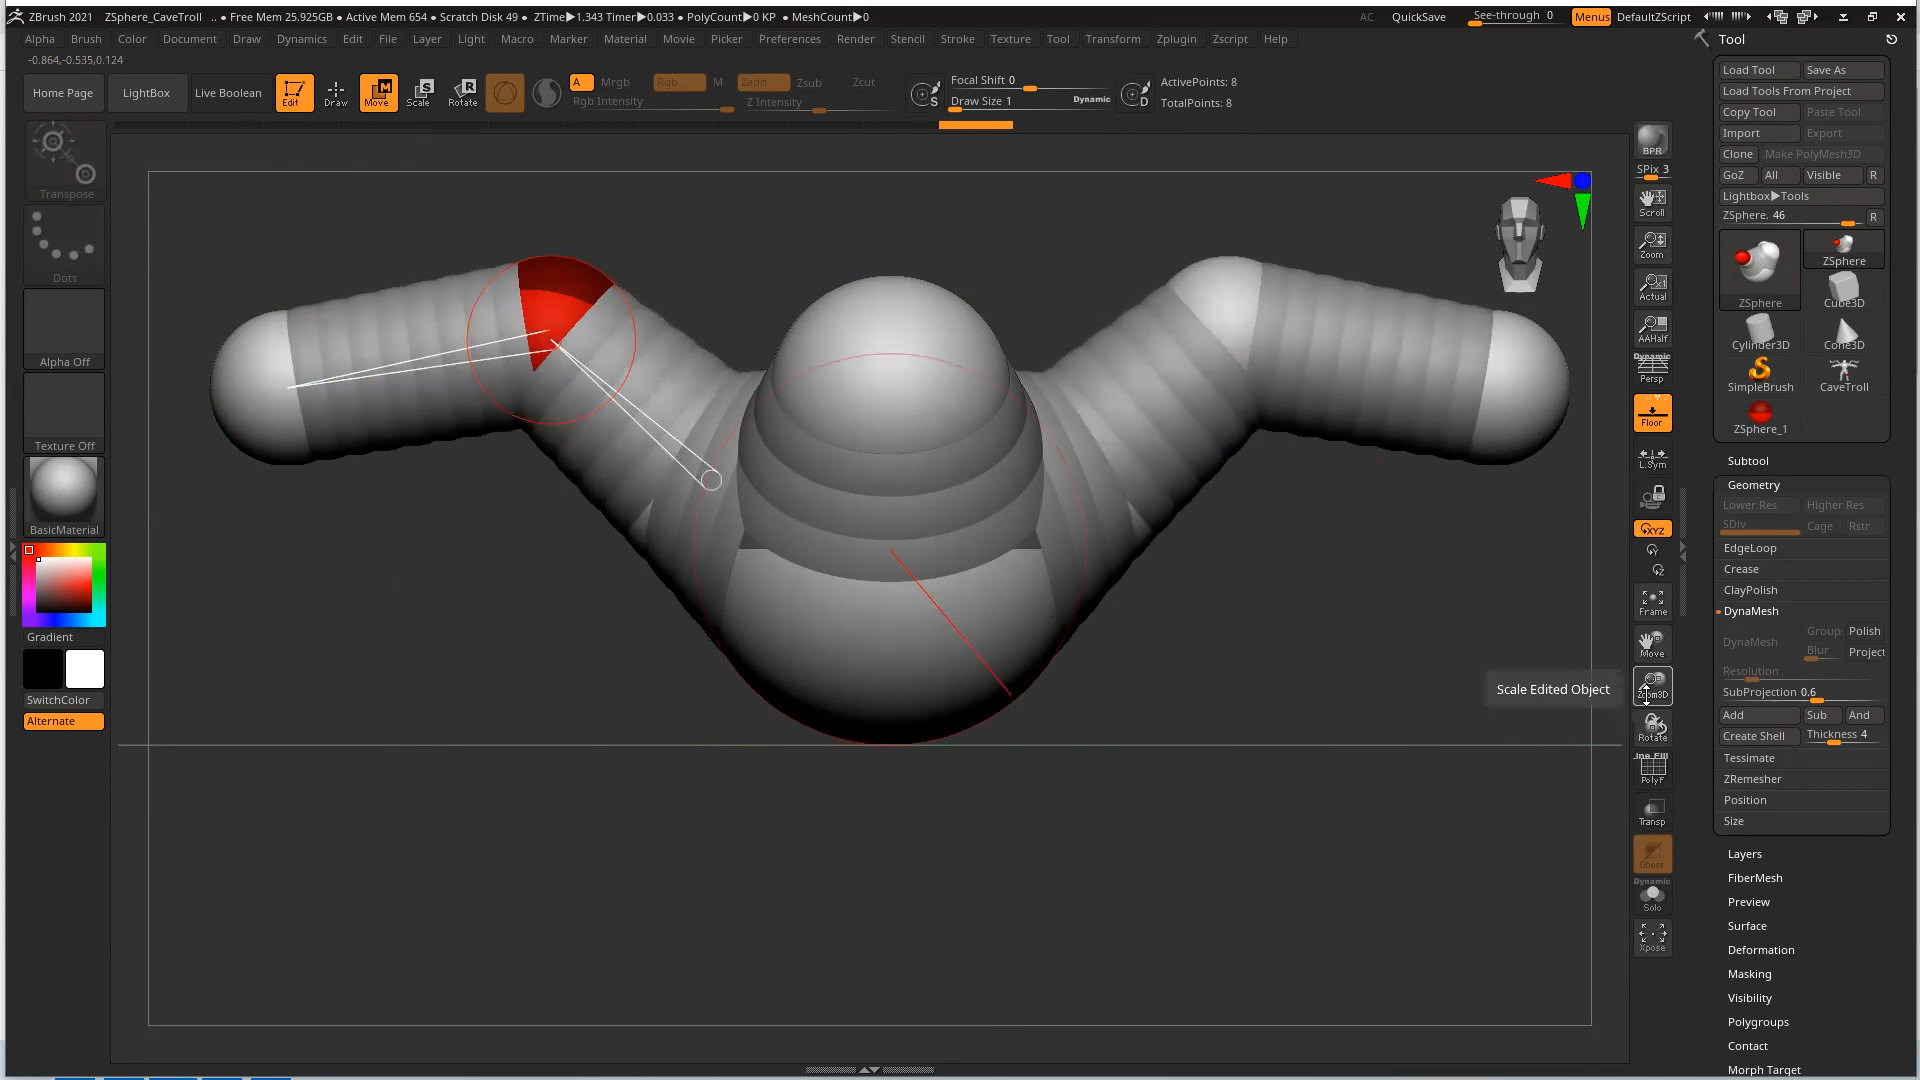 ZBrush 2021 ZSphere_CaveTroll .. • Free Mem 25.925GB • Active Mem 654 • Scratch Disk 49 • ZTime▶1.343 Timer▶0.033 • PolyCount▶0 KP • MeshCount▶0 AC QuickSave See-through 0 Menus DefaultZScript
Alpha Brush Color Document Draw Dynamics Edit File Layer Light Macro Marker Material Movie Picker Preferences Render Stencil Stroke Texture Tool Transform Zplugin Zscript Help
-0.864,-0.535,0.124
Home Page LightBox Live Boolean Edit Draw Move Scale Rotate
A Mrgb Rgb M Zadd Zsub Zcut
Rgb Intensity Z Intensity
S Focal Shift 0
Draw Size 1 Dynamic D
ActivePoints: 8
TotalPoints: 8
Transpose
Dots
Alpha Off
Texture Off
BasicMaterial
Gradient
SwitchColor
Alternate
Scale Edited Object
BPR
SPix 3
Scroll
Zoom
Actual
AAHalf
Dynamic
Persp
Floor
L.Sym
XYZ
Y
Z
Frame
Move
Zoom3D
Rotate
Line Fill
PolyF
Transp
Ghost
Dynamic
Solo
Xpose
Tool
Load Tool Save As
Load Tools From Project
Copy Tool Paste Tool
Import Export
Clone Make PolyMesh3D
GoZ All Visible R
Lightbox▶Tools
ZSphere. 46 R
ZSphere ZSphere
Cube3D
Cylinder3D Cone3D
SimpleBrush CaveTroll
ZSphere_1
Subtool
Geometry
Lower Res Higher Res
SDiv Cage Rstr
EdgeLoop
Crease
ClayPolish
DynaMesh
DynaMesh Groups Polish
Blur Project
Resolution
SubProjection 0.6
Add Sub And
Create Shell Thickness 4
Tessimate
ZRemesher
Position
Size
Layers
FiberMesh
Preview
Surface
Deformation
Masking
Visibility
Polygroups
Contact
Morph Target